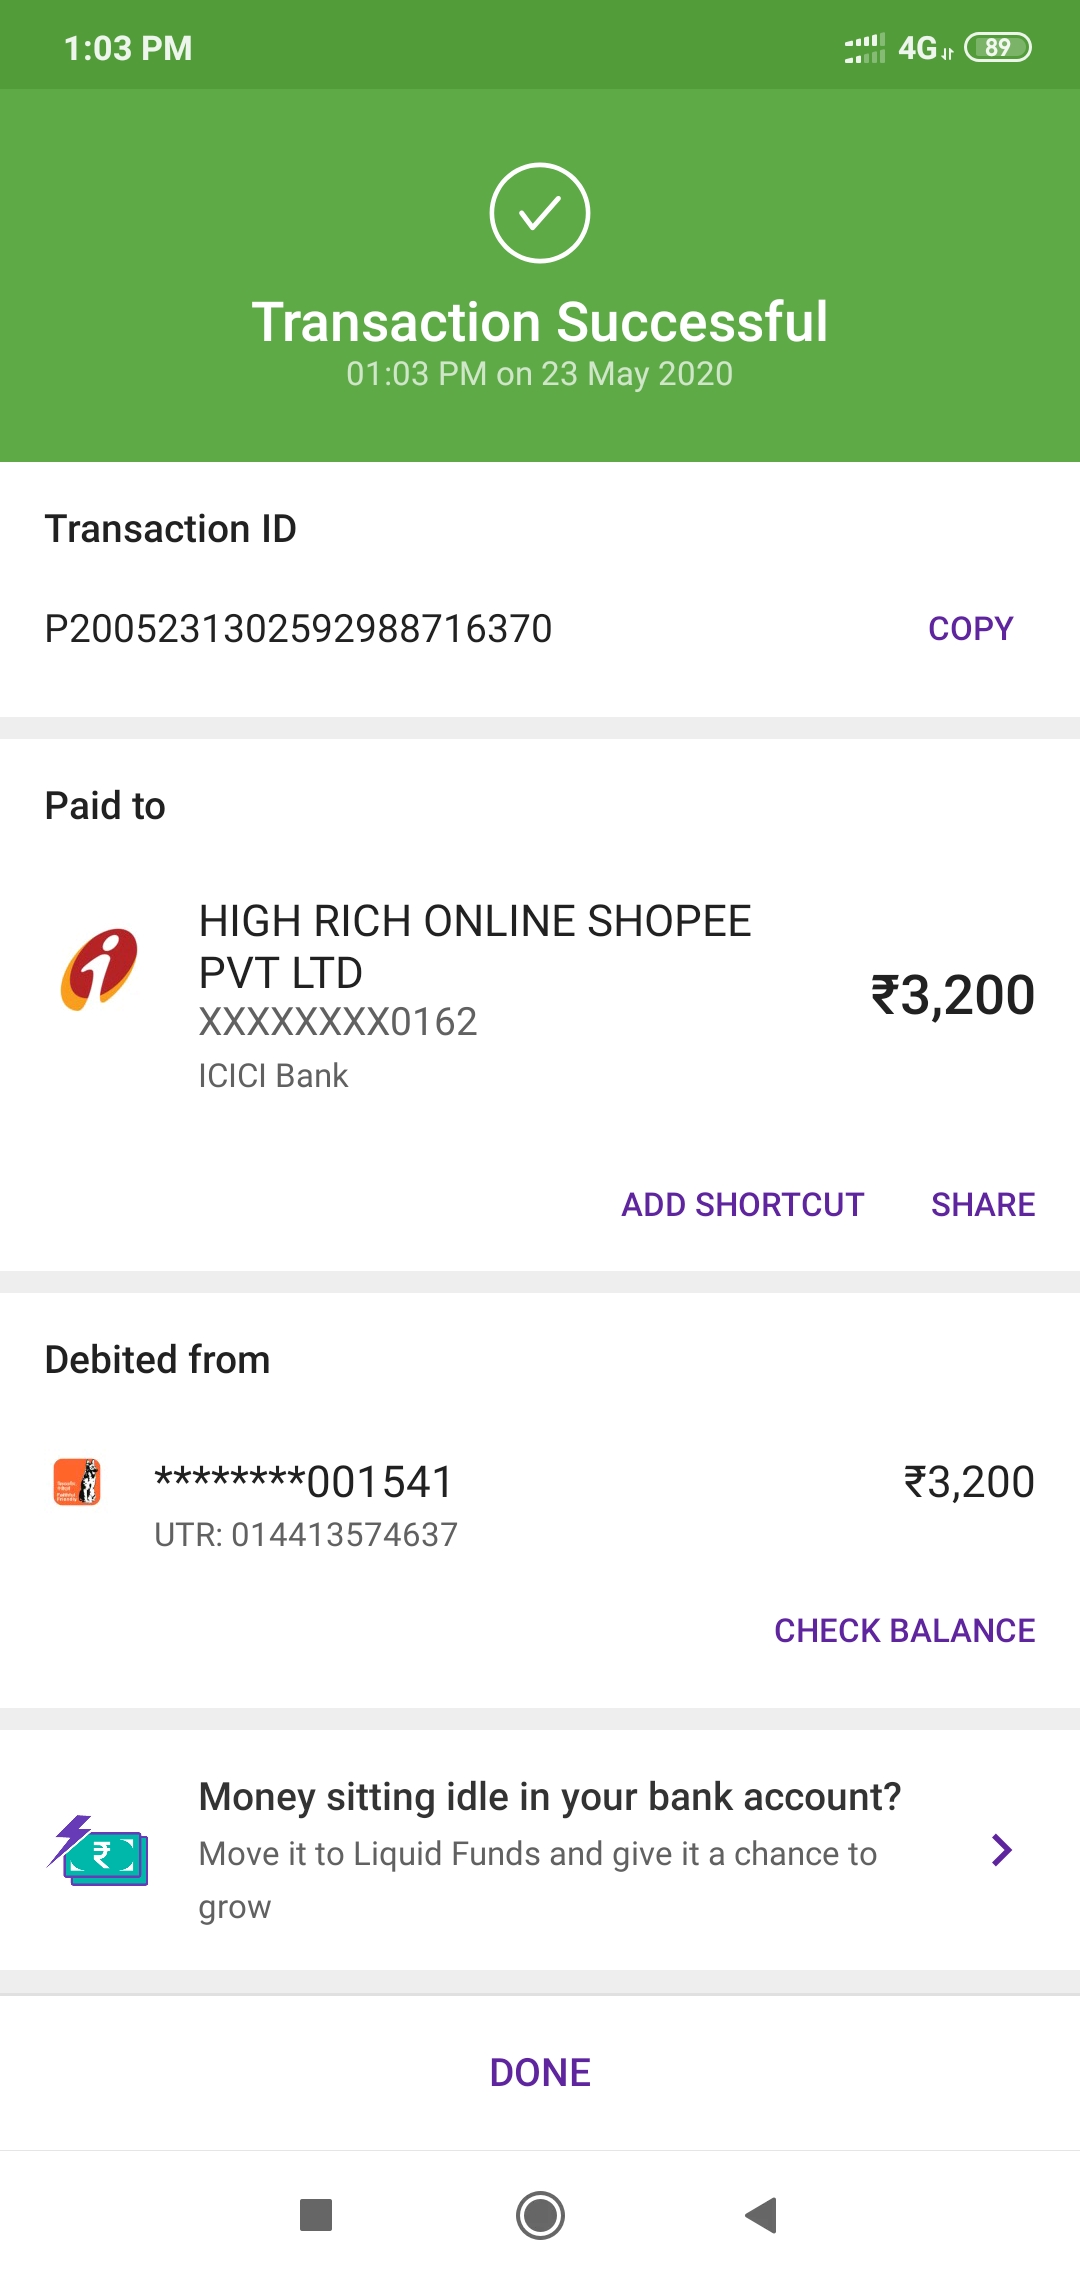 1:03 PM
4G 89
Transaction Successful
01:03 PM on 23 May 2020
Transaction ID
P2005231302592988716370
COPY
Paid to
HIGH RICH ONLINE SHOPEE
PVT LTD
₹3,200
XXXXXXXX0162
ICICI Bank
ADD SHORTCUT SHARE
Debited from
********001541
₹3,200
UTR: 014413574637
CHECK BALANCE
Money sitting idle in your bank account?
Move it to Liquid Funds and give it a chance to
grow
DONE